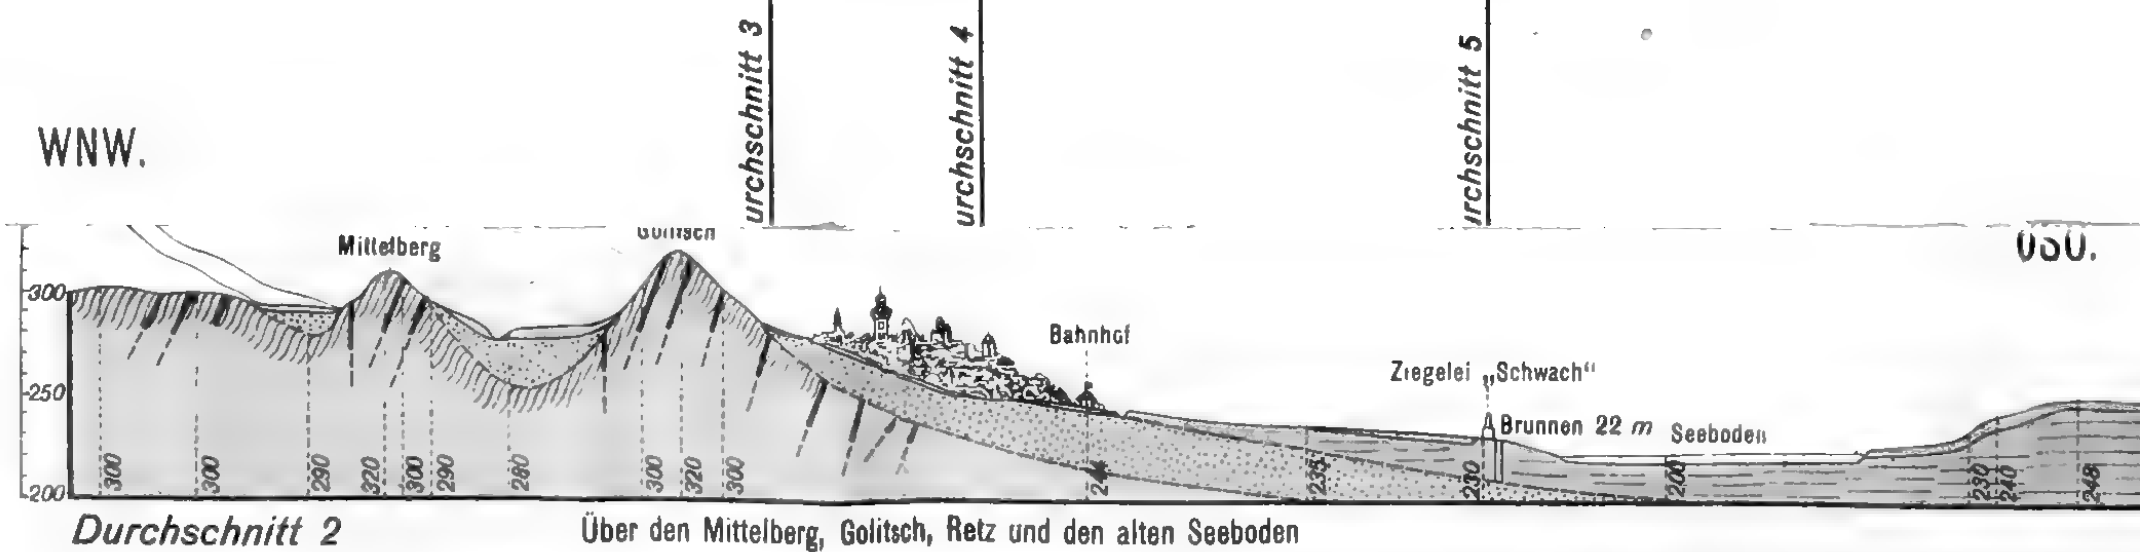 urchschnitt 3
urchschnitt 4
urchschnitt 5
WNW.
OSO.
Mittelberg
Golitsch
Bahnhof
Ziegelei „Schwach“
Brunnen 22 m
Seeboden
300
250
200
300
300
290
320
300
290
280
300
320
300
235
230
230
240
248
Durchschnitt 2
Über den Mittelberg, Golitsch, Retz und den alten Seeboden